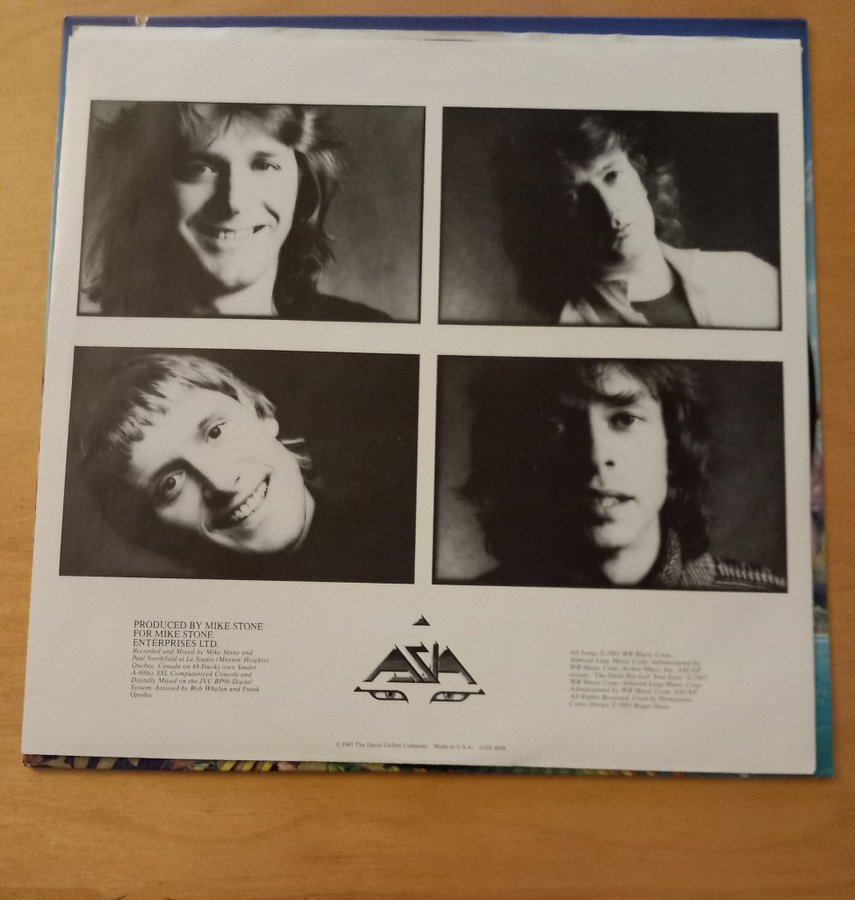 PRODUCED BY MIKE STONE
FOR MIKE STONE
ENTERPRISES LTD.
Recorded and Mixed by Mike Stone and
Paul Northfield at Le Studio (Mornin Heights)
Quebec, Canada on 48-Tracks (two Studer
A-800s), SSL Computerized Console and
Digitally Mixed on the JVC BP90 Digital
System. Assisted by Rob Whelan and Frank
Opolko.
ASIA
All Songs © 1983 WB Music Corp./
Almond Legg Music Corp. Administered by
WB Music Corp./Ackee Music Inc. ASCAP
except "The Smile Has Left Your Eyes" © 1982
WB Music Corp./Almond Legg Music Corp.
Administered by WB Music Corp. ASCAP
All Rights Reserved. Used by Permission.
Cover Design © 1983 Roger Dean
© 1983 The David Geffen Company Made in U.S.A. GHS 4008